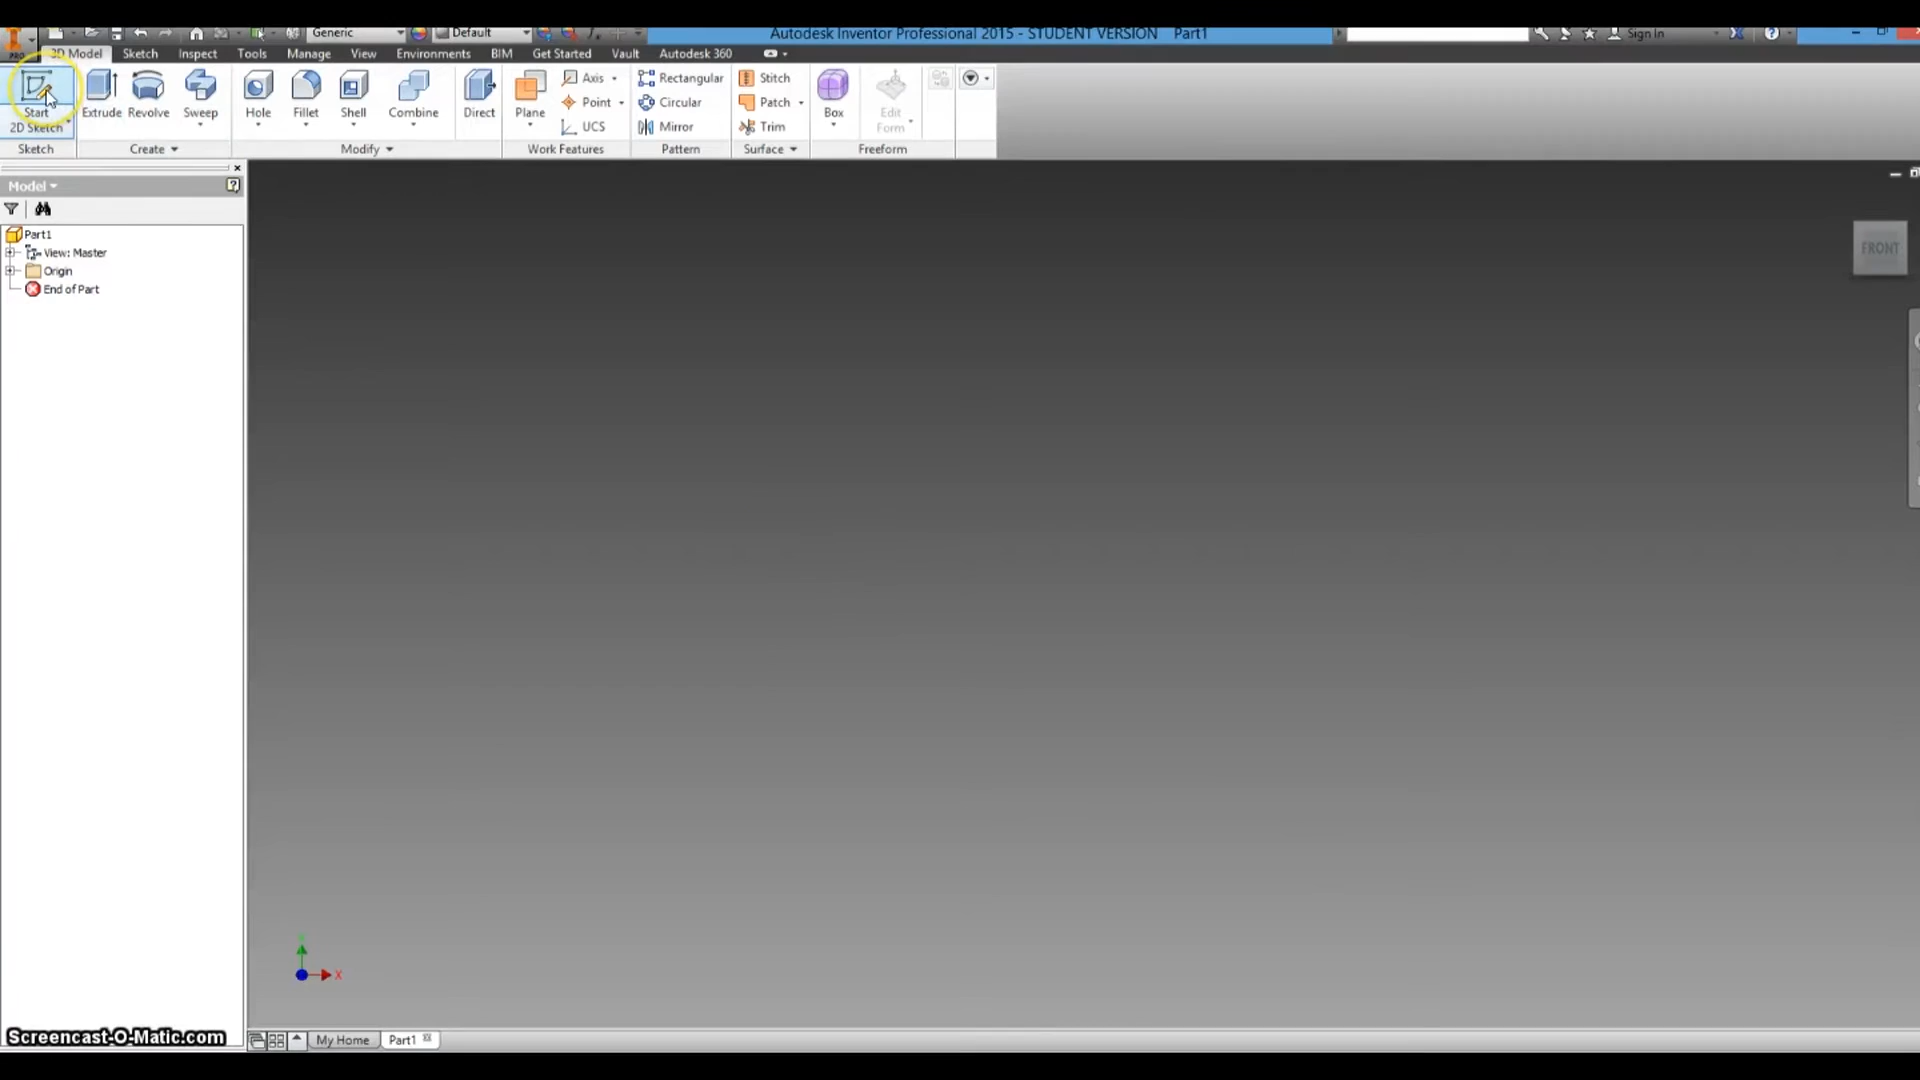 PRO Generic Default Autodesk Inventor Professional 2015 - STUDENT VERSION Part1 Sign In
3D Model Sketch Inspect Tools Manage View Environments BIM Get Started Vault Autodesk 360
Start
2D Sketch
Extrude Revolve Sweep Hole Fillet Shell Combine Direct Plane
Axis
Point
UCS
Rectangular
Circular
Mirror
Stitch
Patch
Trim
Box
Edit
Form
Sketch Create Modify Work Features Pattern Surface Freeform
Model
Part1
View: Master
Origin
End of Part
FRONT
X
Screencast-O-Matic.com
My Home Part1